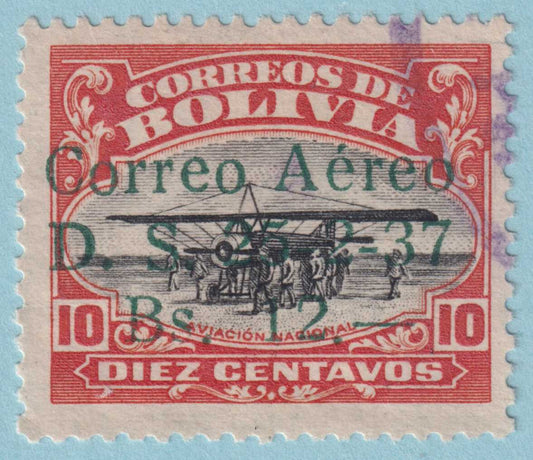 CORREOS DE
BOLIVIA
Correo Aéreo
D. S. 25-2-37
10 10
Bs. 12.—
AVIACIÓN NACIONAL
DIEZ CENTAVOS